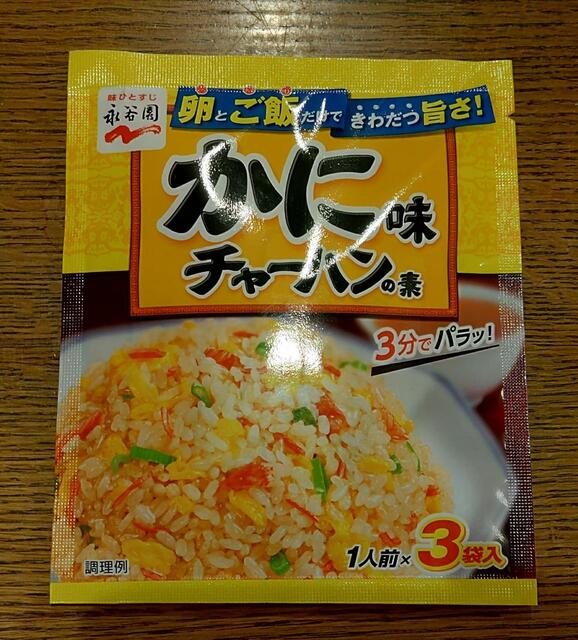 味ひとすじ
永谷園
卵とご飯だけで きわだつ旨さ!
かに味
チャーハンの素
3分でパラッ!
1人前×3袋入
調理例